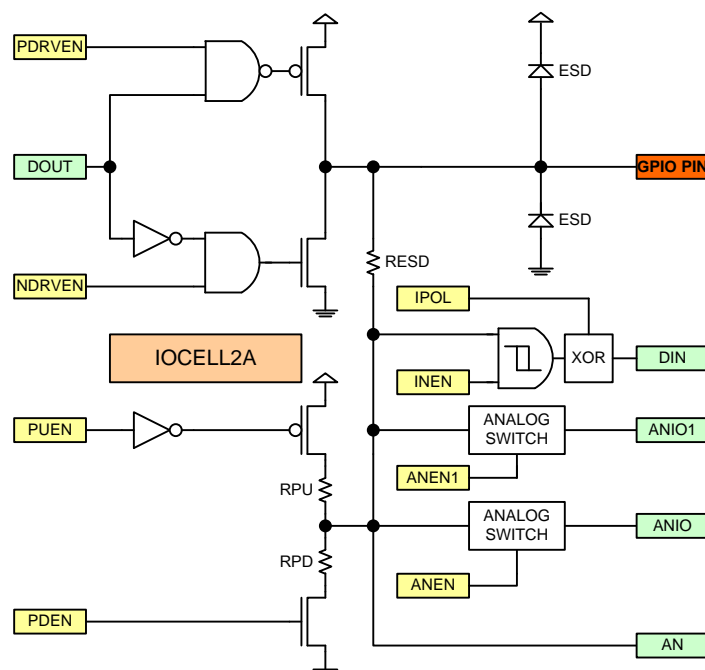 PDRVEN
ESD
DOUT
GPIO PIN
ESD
RESD
NDRVEN
IPOL
IOCELL2A
XOR
DIN
INEN
PUEN
ANALOG
SWITCH
ANIO1
ANEN1
RPU
ANALOG
SWITCH
ANIO
RPD
ANEN
PDEN
AN